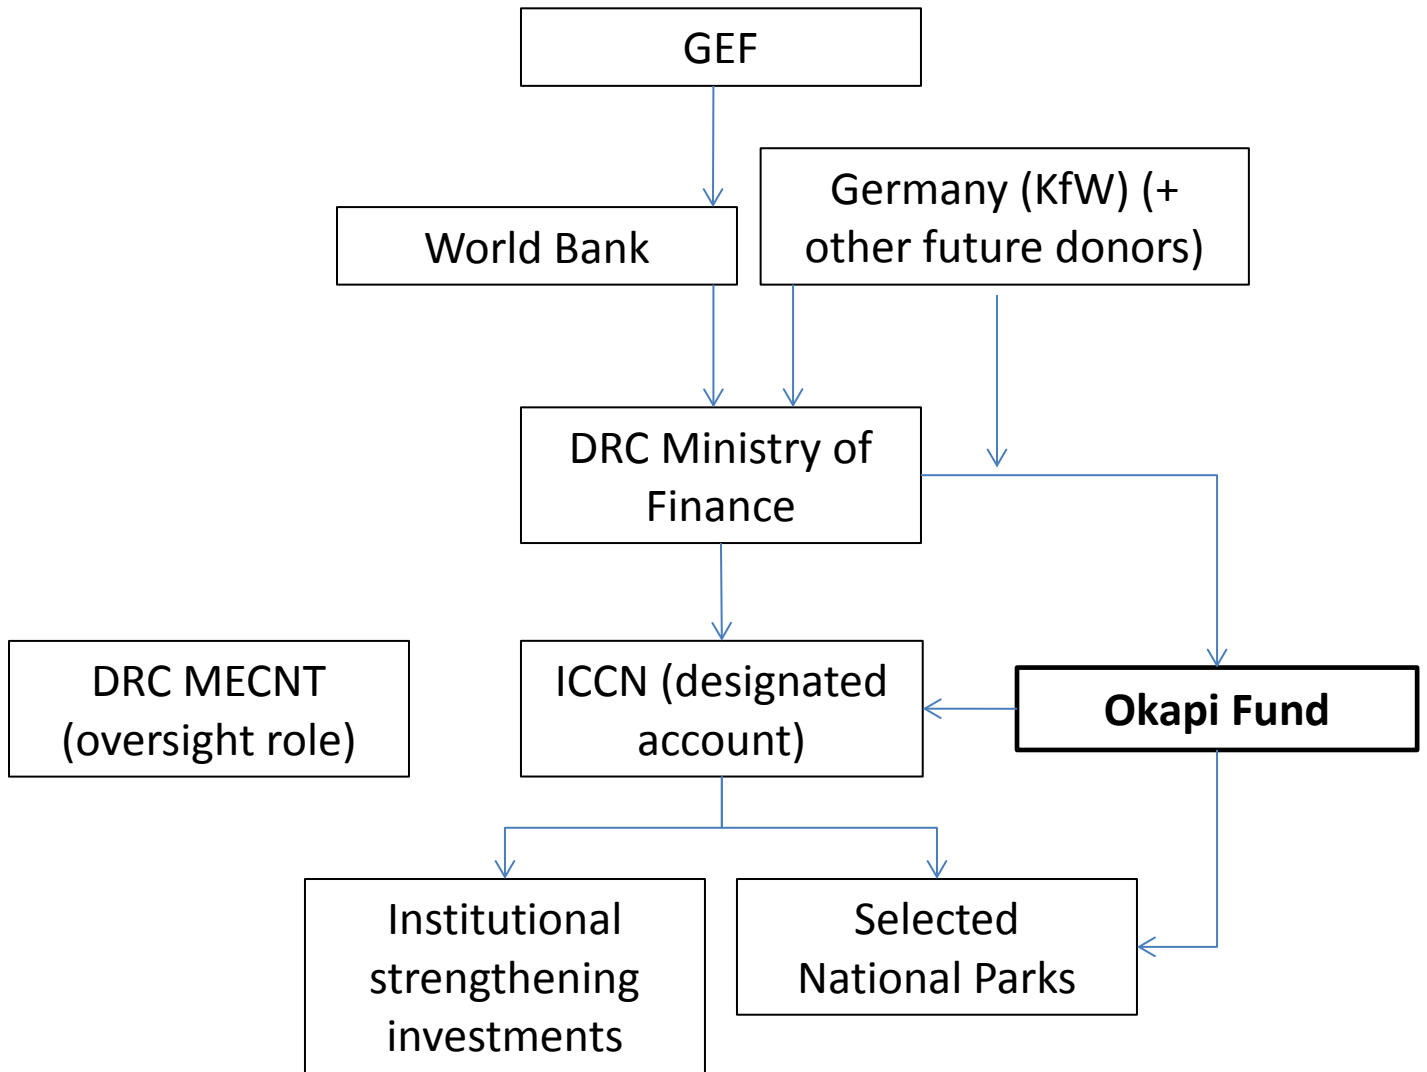 GEF
World Bank
Germany (KfW) (+
other future donors)
DRC Ministry of
Finance
DRC MECNT
(oversight role)
ICCN (designated
account)
Okapi Fund
Institutional
strengthening
investments
Selected
National Parks